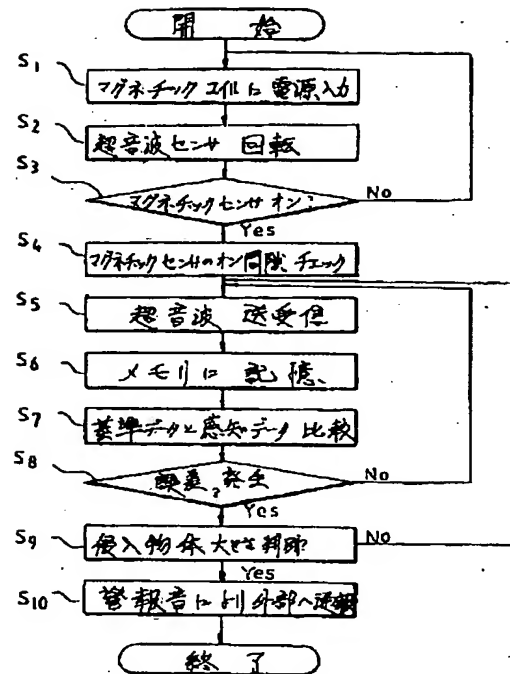 開始
S1 マグネチックコイルに電源入力
S2 超音波センサ 回転
S3 マグネチックセンサオン?
No
Yes
S4 マグネチックセンサのオン間隙チェック
S5 超音波 送受信
S6 メモリに記憶
S7 基準データと感知データ比較
S8 誤差発生
No
Yes
S9 侵入物体大きさ判断?
No
Yes
S10 警報音により外部へ
終了